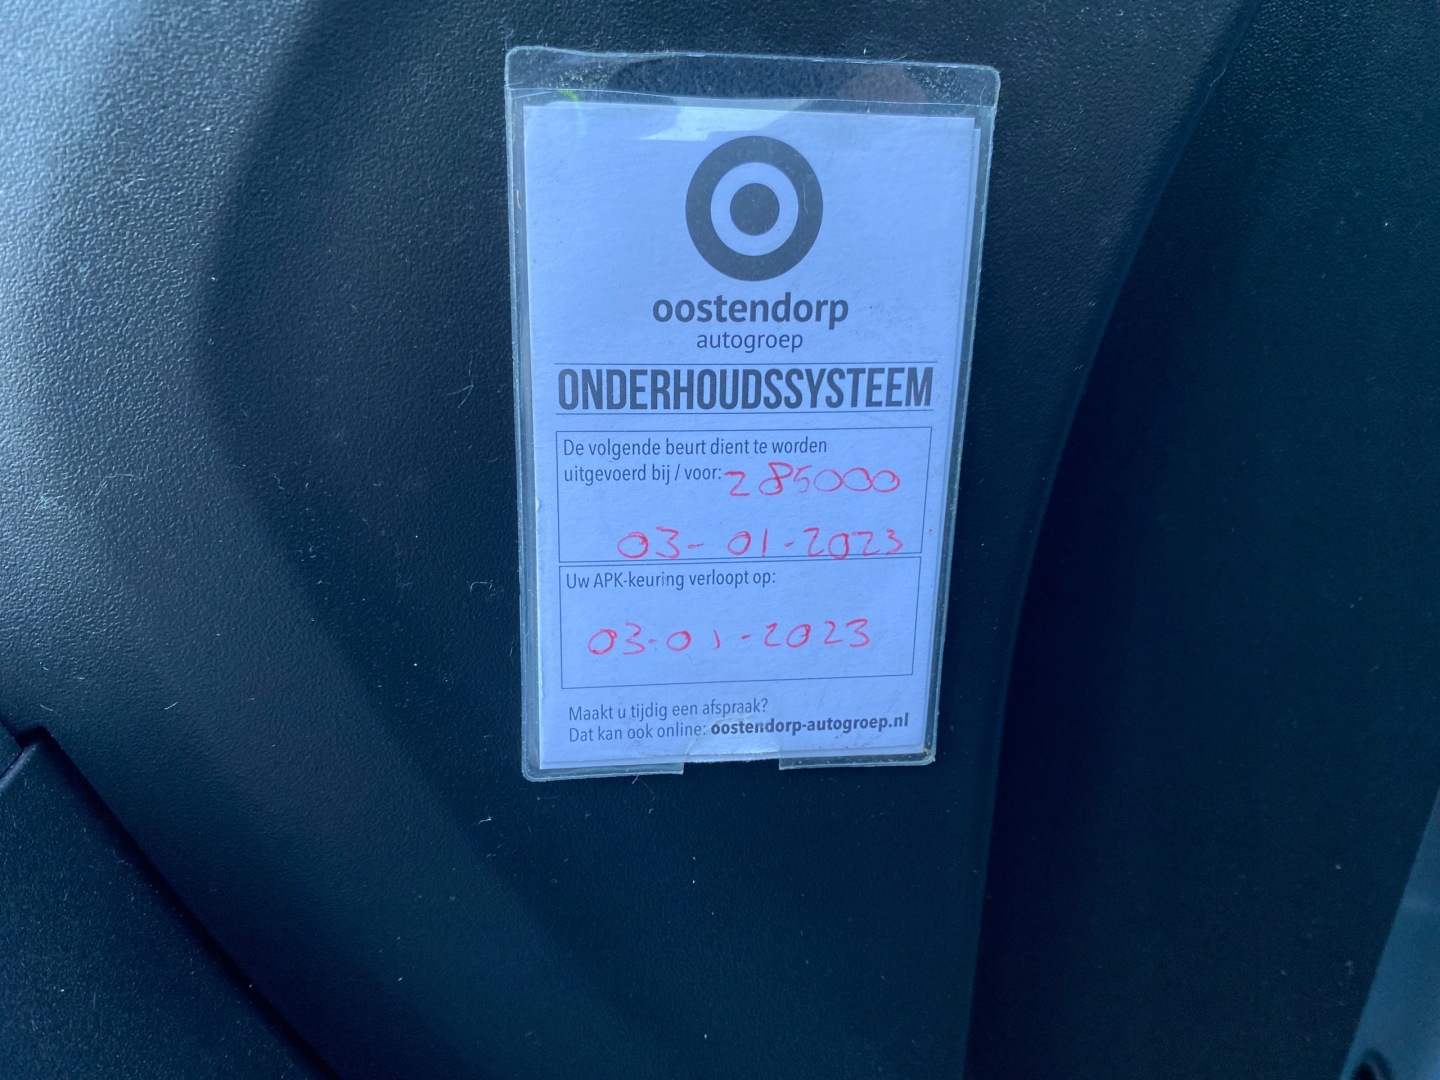 oostendorp
autogroep
ONDERHOUDSSYSTEEM
De volgende beurt dient te worden
uitgevoerd bij / voor: 285000
03-01-2023
Uw APK-keuring verloopt op:
03-01-2023
Maakt u tijdig een afspraak?
Dat kan ook online: oostendorp-autogroep.nl